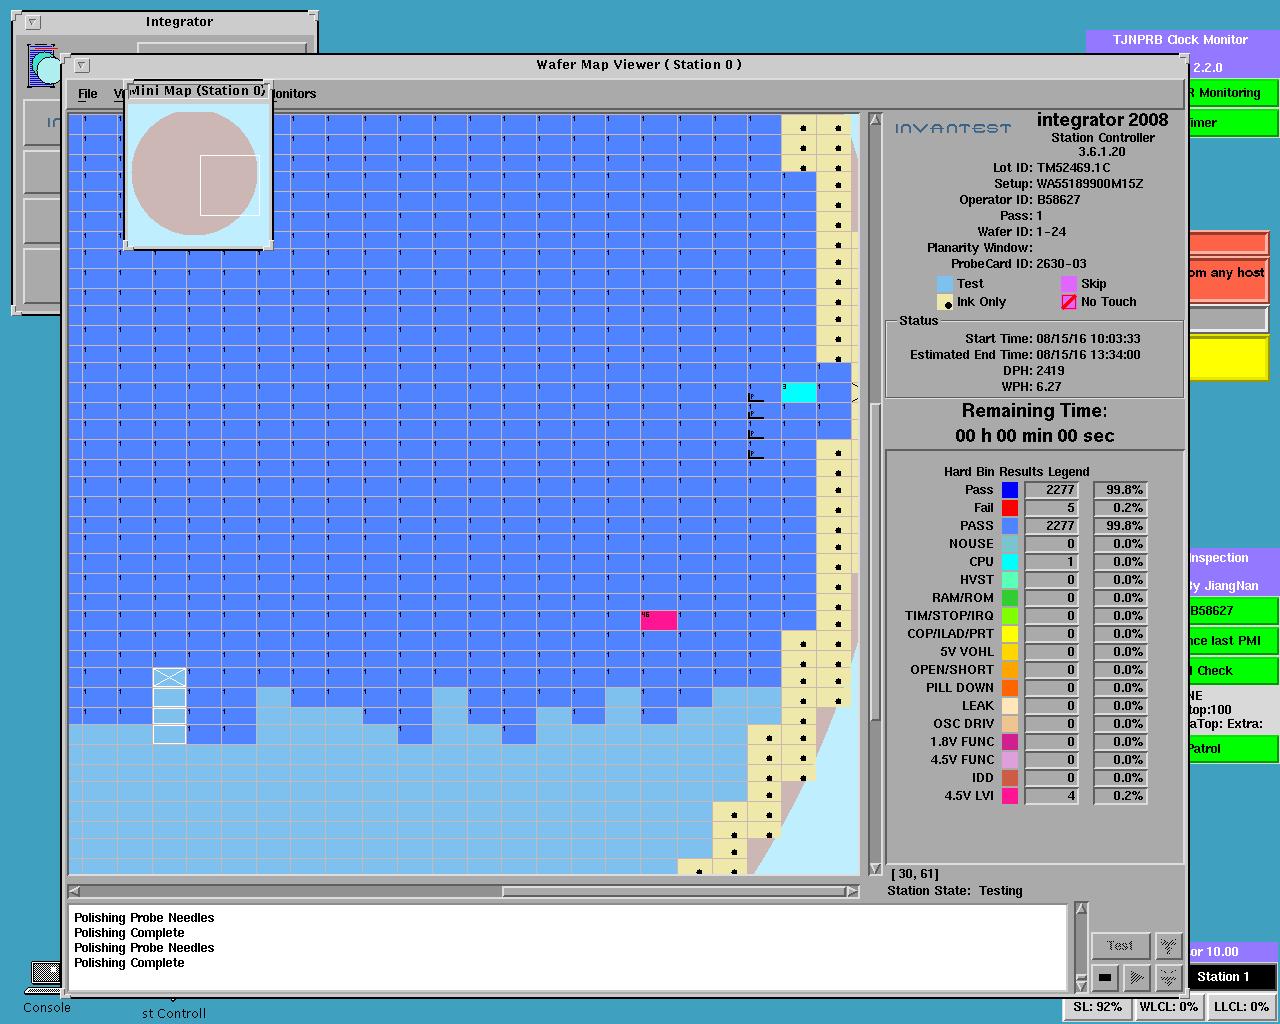 Integrator
TJNPRB Clock Monitor
Wafer Map Viewer ( Station 0 )
2.2.0
File
Mini Map (Station 0)
onitors
Monitoring
imer
INVANTEST
integrator 2008
Station Controller
3.6.1.20
Lot ID: TM52469.1C
Setup: WA55189900M15Z
Operator ID: B58627
Pass: 1
Wafer ID: 1-24
Planarity Window:
ProbeCard ID: 2630-03
om any host
Test
Skip
Ink Only
No Touch
Status
Start Time: 08/15/16 10:03:33
Estimated End Time: 08/15/16 13:34:00
DPH: 2419
WPH: 6.27
Remaining Time:
00 h 00 min 00 sec
Hard Bin Results Legend
Pass 2277 99.8%
Fail 5 0.2%
PASS 2277 99.8%
NOUSE 0 0.0%
CPU 1 0.0%
HVST 0 0.0%
RAM/ROM 0 0.0%
TIM/STOP/IRQ 0 0.0%
COP/ILAD/PRT 0 0.0%
5V VOHL 0 0.0%
OPEN/SHORT 0 0.0%
PILL DOWN 0 0.0%
LEAK 0 0.0%
OSC DRIV 0 0.0%
1.8V FUNC 0 0.0%
4.5V FUNC 0 0.0%
IDD 0 0.0%
4.5V LVI 4 0.2%
nspection
By JiangNan
B58627
nce last PMI
Check
NE
top:100
aTop: Extra:
Patrol
[ 30, 61]
Station State: Testing
Polishing Probe Needles
Polishing Complete
Polishing Probe Needles
Polishing Complete
Test
or 10.00
Station 1
Console
st Controll
SL: 92%
WLCL: 0%
LLCL: 0%